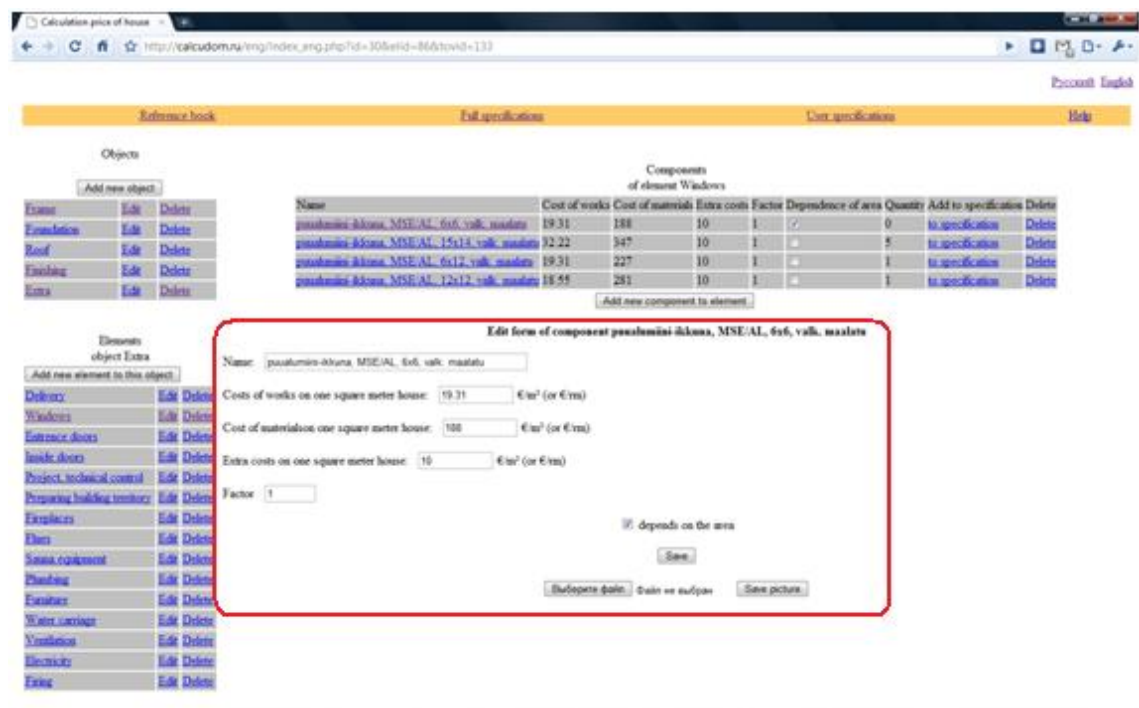 Calculation price of house
http://calcudom.ru/eng/index_eng.php?id=30&elid=86&tovid=133
Русский English
Reference book Full specifications User specifications Help
Objects
Add new object
Frame Edit Delete
Foundation Edit Delete
Roof Edit Delete
Finishing Edit Delete
Extra Edit Delete
Components
of element Windows
Name Cost of works Cost of materials Extra costs Factor Dependence of area Quantity Add to specification Delete
puualumiini-ikkuna, MSE/AL, 6x6, valk. maalatu 19.31 188 10 1 0 to specification Delete
puualumiini-ikkuna, MSE/AL, 15x14, valk. maalatu 32.22 347 10 1 5 to specification Delete
puualumiini-ikkuna, MSE/AL, 6x12, valk. maalatu 19.31 227 10 1 1 to specification Delete
puualumiini-ikkuna, MSE/AL, 12x12, valk. maalatu 18.55 281 10 1 1 to specification Delete
Add new component to element
Elements
object Extra
Add new element to this object
Delivery Edit Delete
Windows Edit Delete
Entrence doors Edit Delete
Inside doors Edit Delete
Project, technical control Edit Delete
Preparing building territory Edit Delete
Fireplaces Edit Delete
Flues Edit Delete
Sauna equipment Edit Delete
Plumbing Edit Delete
Furniture Edit Delete
Water carriage Edit Delete
Ventilation Edit Delete
Electricity Edit Delete
Firing Edit Delete
Edit form of component puualumiini-ikkuna, MSE/AL, 6x6, valk. maalatu
Name: puualumiini-ikkuna, MSE/AL, 6x6, valk. maalatu
Costs of works on one square meter house: 19.31 €/m² (or €/rm)
Cost of materialson one square meter house: 188 €/m² (or €/rm)
Extra costs on one square meter house: 10 €/m² (or €/rm)
Factor 1
depends on the area
Save
Выберите файл Файл не выбран Save picture